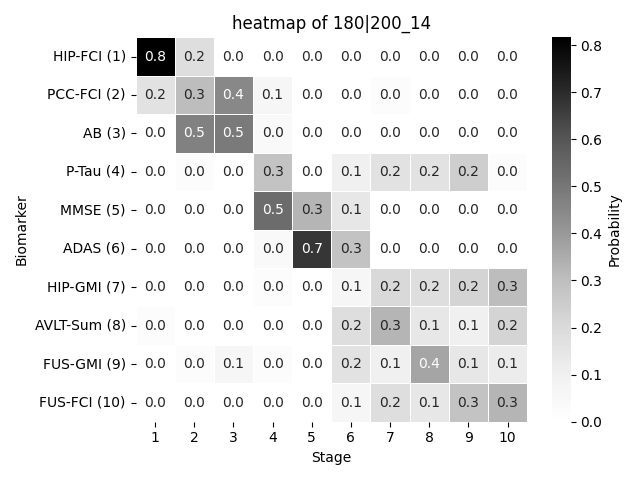 heatmap of 180|200_14
HIP-FCI (1) 0.8 0.2 0.0 0.0 0.0 0.0 0.0 0.0 0.0 0.0
PCC-FCI (2) 0.2 0.3 0.4 0.1 0.0 0.0 0.0 0.0 0.0 0.0
AB (3) 0.0 0.5 0.5 0.0 0.0 0.0 0.0 0.0 0.0 0.0
P-Tau (4) 0.0 0.0 0.0 0.3 0.0 0.1 0.2 0.2 0.2 0.0
MMSE (5) 0.0 0.0 0.0 0.5 0.3 0.1 0.0 0.0 0.0 0.0
ADAS (6) 0.0 0.0 0.0 0.0 0.7 0.3 0.0 0.0 0.0 0.0
HIP-GMI (7) 0.0 0.0 0.0 0.0 0.0 0.1 0.2 0.2 0.2 0.3
AVLT-Sum (8) 0.0 0.0 0.0 0.0 0.0 0.2 0.3 0.1 0.1 0.2
FUS-GMI (9) 0.0 0.0 0.1 0.0 0.0 0.2 0.1 0.4 0.1 0.1
FUS-FCI (10) 0.0 0.0 0.0 0.0 0.0 0.1 0.2 0.1 0.3 0.3
1 2 3 4 5 6 7 8 9 10
Stage
Biomarker
0.8
0.7
0.6
0.5
0.4
0.3
0.2
0.1
0.0
Probability